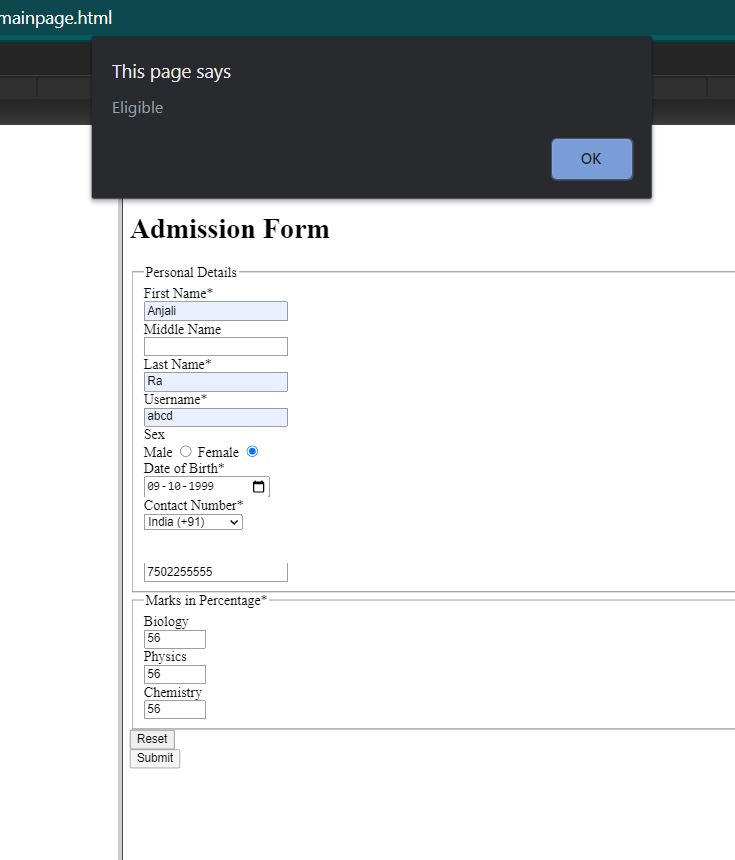 mainpage.html
This page says
Eligible
OK
Admission Form
Personal Details
First Name*
Anjali
Middle Name
Last Name*
Ra
Username*
abcd
Sex
Male Female
Date of Birth*
09-10-1999
Contact Number*
India (+91)
7502255555
Marks in Percentage*
Biology
56
Physics
56
Chemistry
56
Reset
Submit